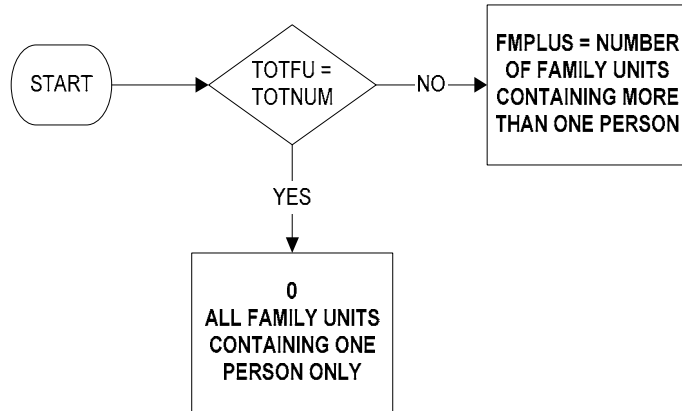 START
TOTFU =
TOTNUM
NO
FMPLUS = NUMBER
OF FAMILY UNITS
CONTAINING MORE
THAN ONE PERSON
YES
0
ALL FAMILY UNITS
CONTAINING ONE
PERSON ONLY